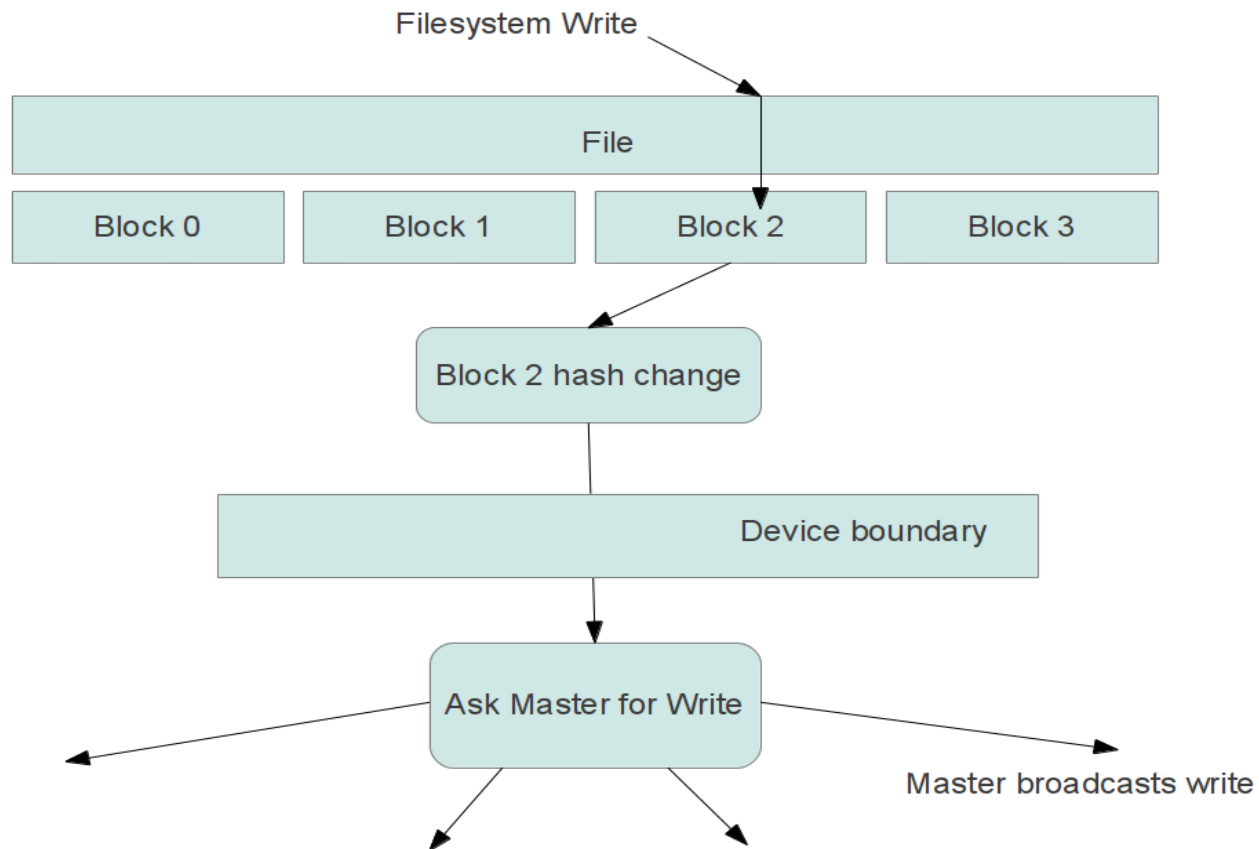 Filesystem Write
File
Block 0
Block 1
Block 2
Block 3
Block 2 hash change
Device boundary
Ask Master for Write
Master broadcasts write